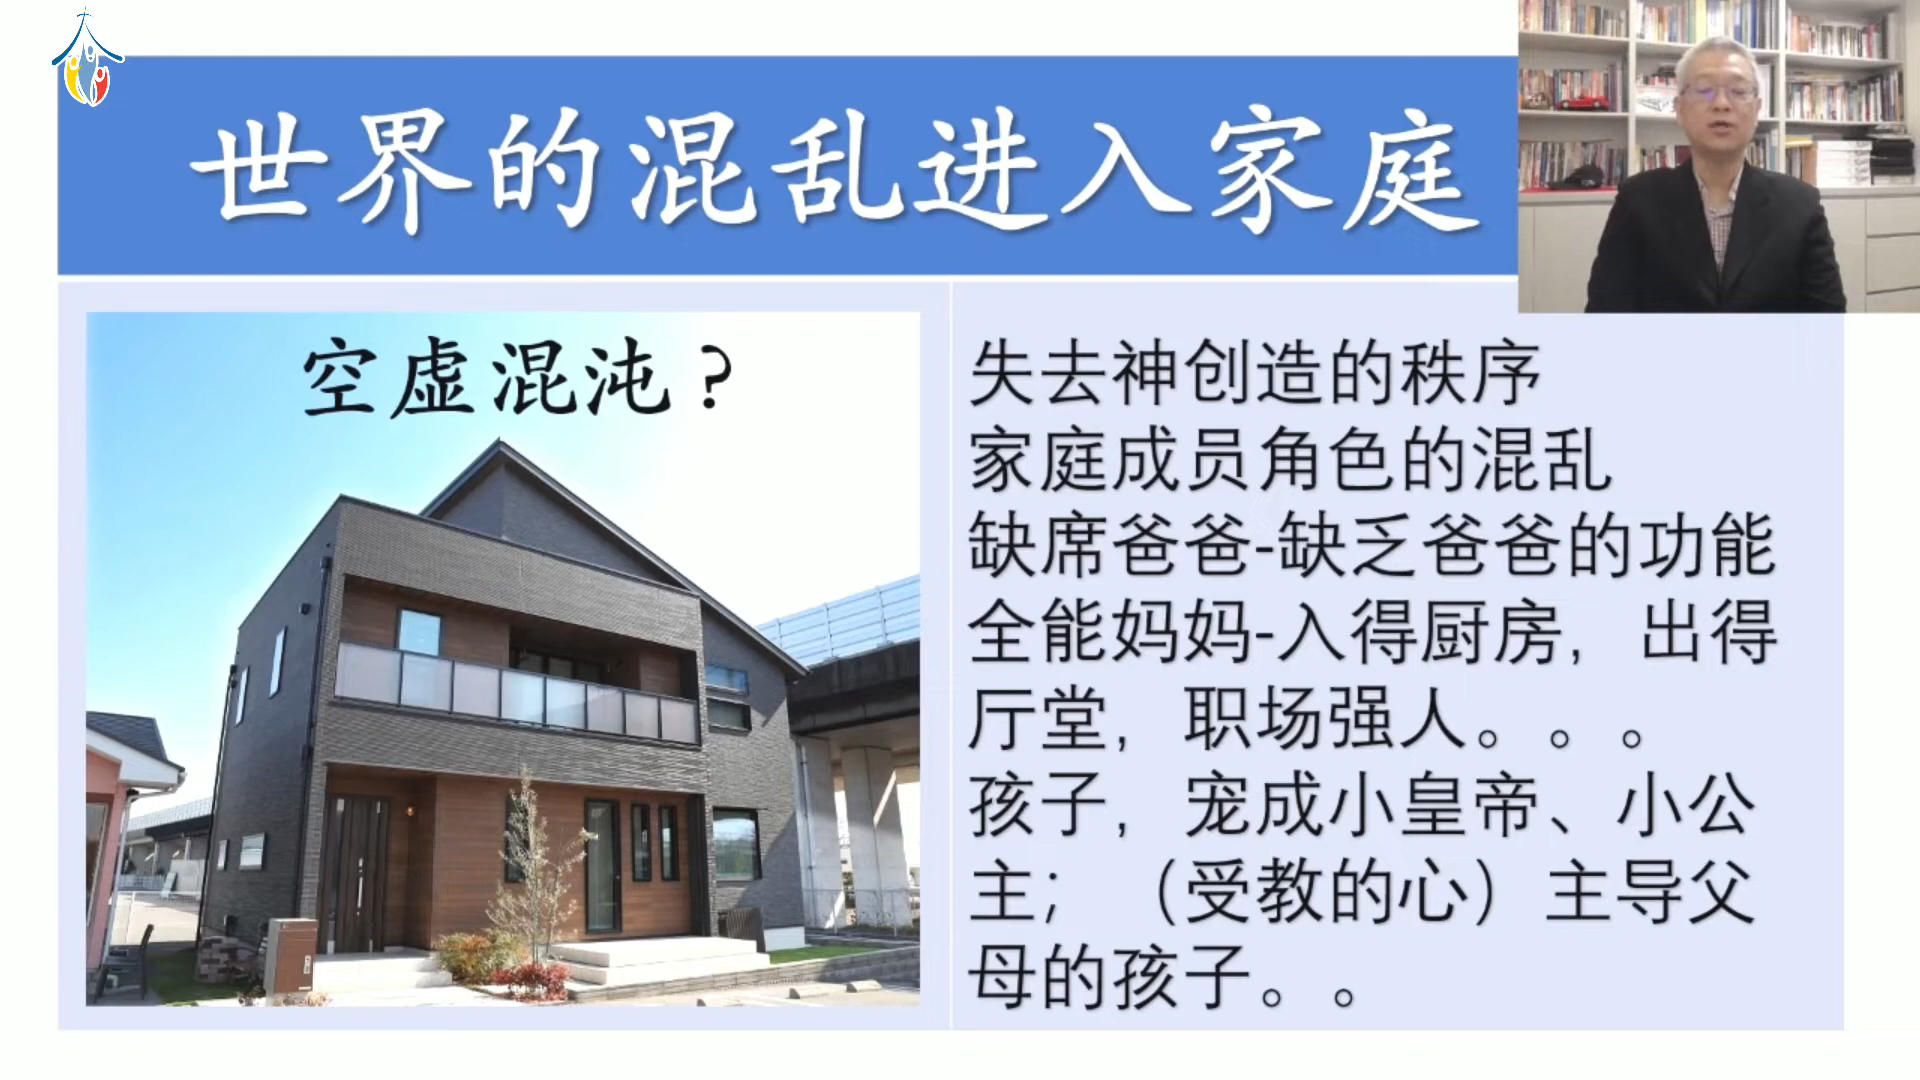 世界的混乱进入家庭
空虚混沌？
失去神创造的秩序
家庭成员角色的混乱
缺席爸爸-缺乏爸爸的功能
全能妈妈-入得厨房，出得
厅堂，职场强人。。。
孩子，宠成小皇帝、小公
主；（受教的心）主导父
母的孩子。。